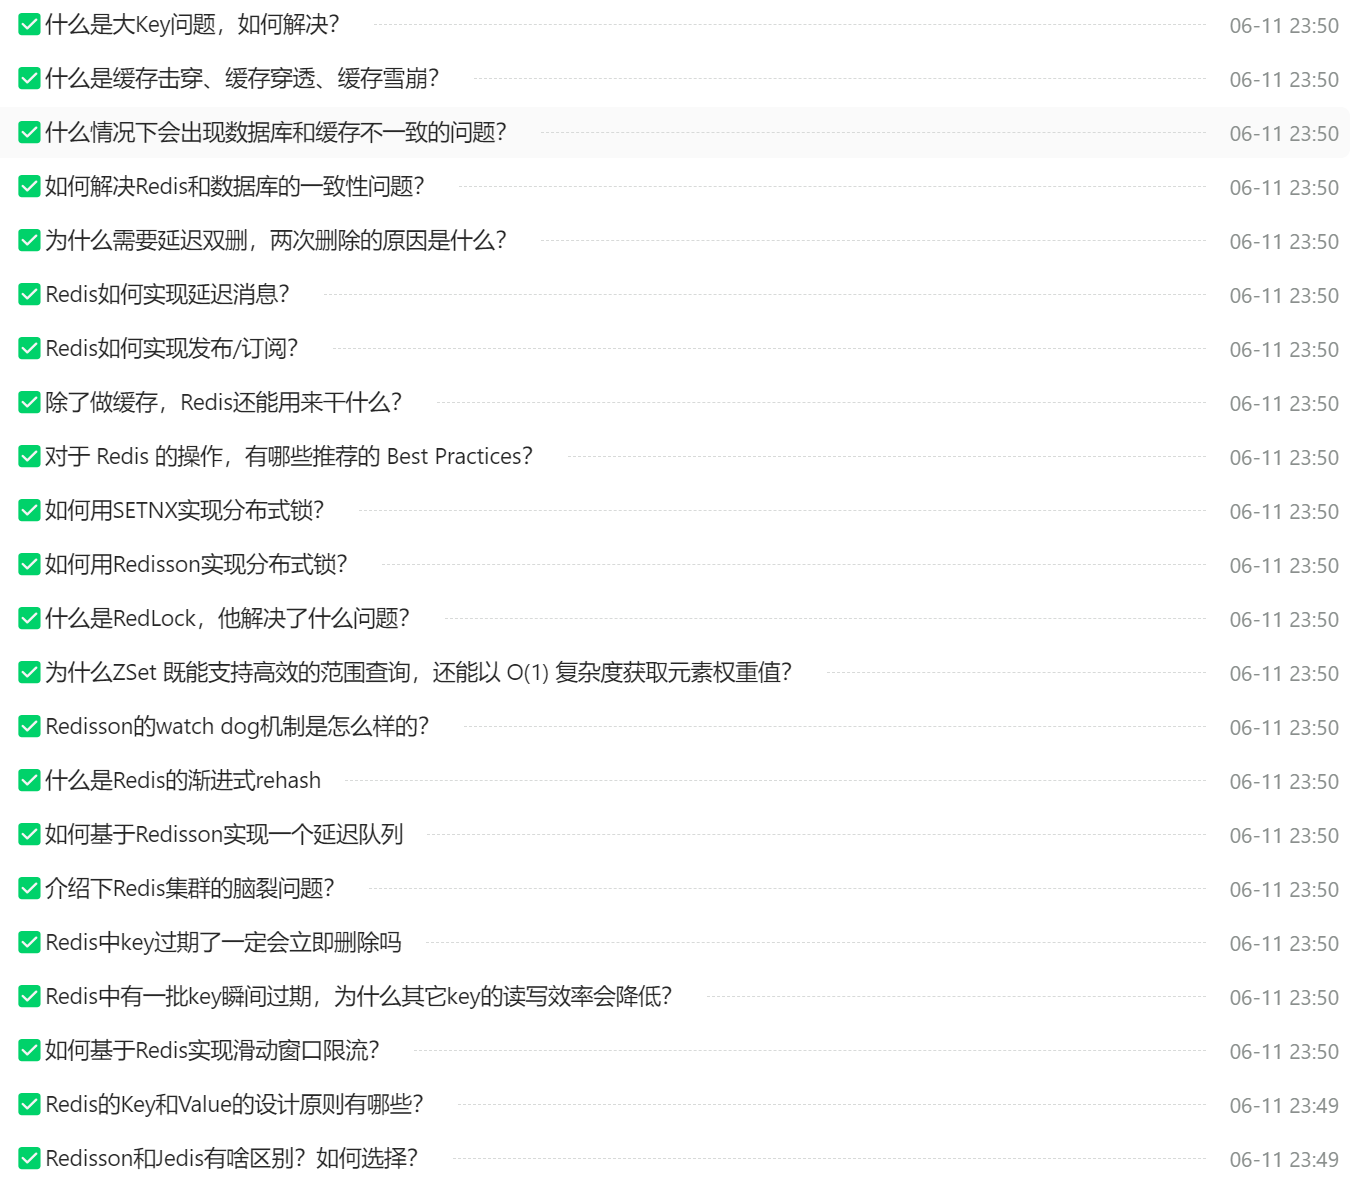 什么是大Key问题，如何解决？ 06-11 23:50
什么是缓存击穿、缓存穿透、缓存雪崩？ 06-11 23:50
什么情况下会出现数据库和缓存不一致的问题？ 06-11 23:50
如何解决Redis和数据库的一致性问题？ 06-11 23:50
为什么需要延迟双删，两次删除的原因是什么？ 06-11 23:50
Redis如何实现延迟消息？ 06-11 23:50
Redis如何实现发布/订阅？ 06-11 23:50
除了做缓存，Redis还能用来干什么？ 06-11 23:50
对于 Redis 的操作，有哪些推荐的 Best Practices？ 06-11 23:50
如何用SETNX实现分布式锁？ 06-11 23:50
如何用Redisson实现分布式锁？ 06-11 23:50
什么是RedLock，他解决了什么问题？ 06-11 23:50
为什么ZSet 既能支持高效的范围查询，还能以 O(1) 复杂度获取元素权重值？ 06-11 23:50
Redisson的watch dog机制是怎么样的？ 06-11 23:50
什么是Redis的渐进式rehash 06-11 23:50
如何基于Redisson实现一个延迟队列 06-11 23:50
介绍下Redis集群的脑裂问题？ 06-11 23:50
Redis中key过期了一定会立即删除吗 06-11 23:50
Redis中有一批key瞬间过期，为什么其它key的读写效率会降低？ 06-11 23:50
如何基于Redis实现滑动窗口限流？ 06-11 23:50
Redis的Key和Value的设计原则有哪些？ 06-11 23:49
Redisson和Jedis有啥区别？如何选择？ 06-11 23:49